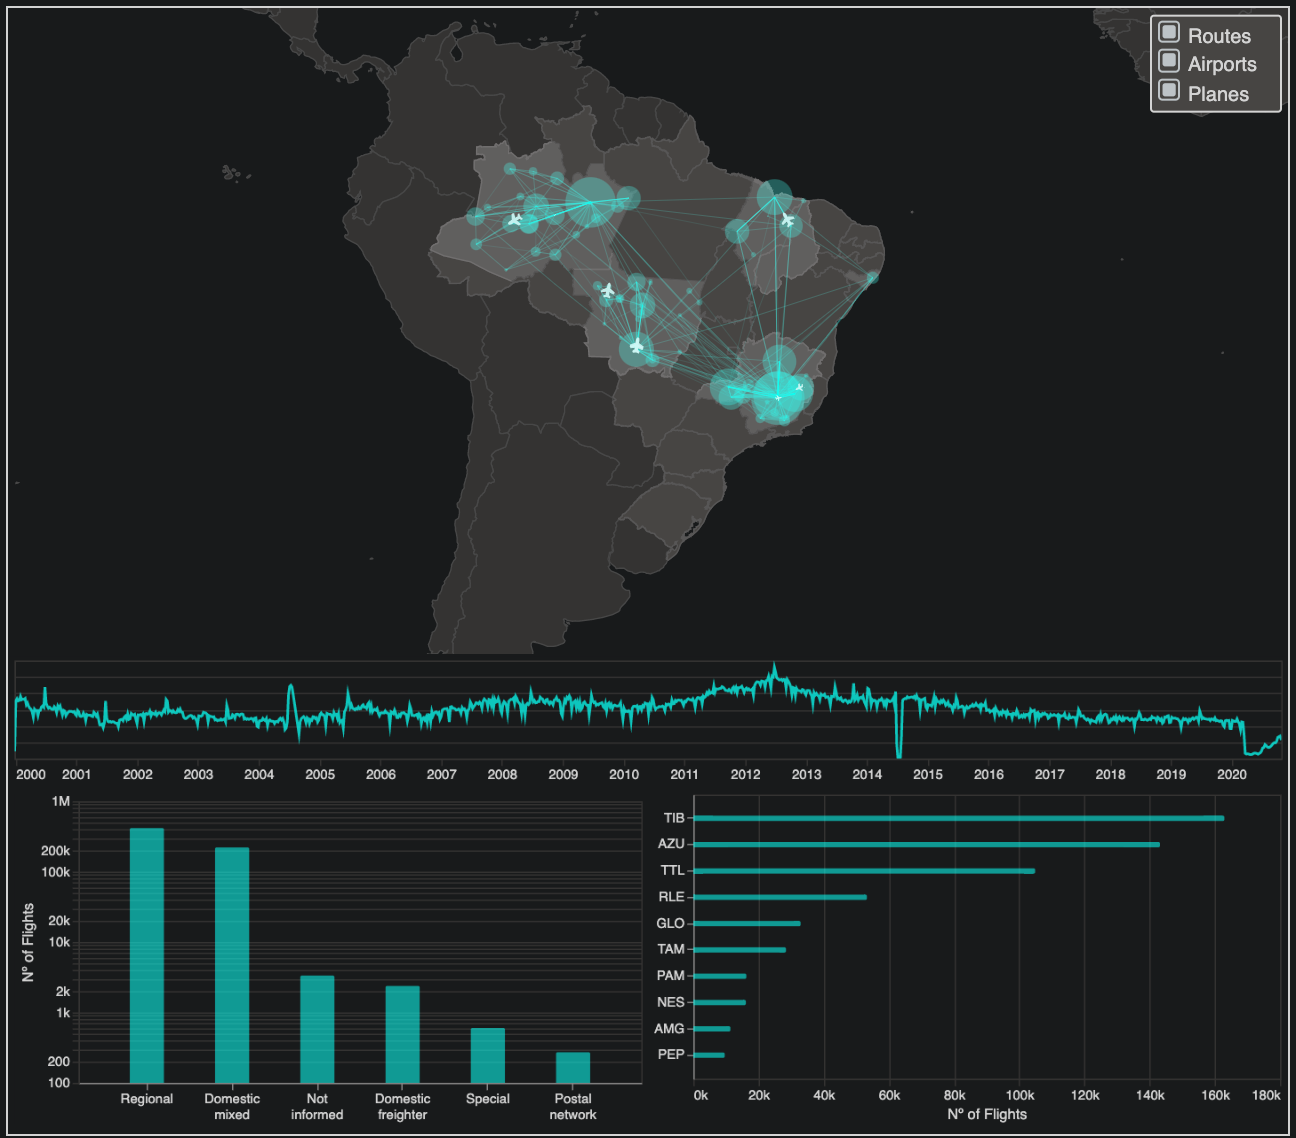 Routes
Airports
Planes
2000 2001 2002 2003 2004 2005 2006 2007 2008 2009 2010 2011 2012 2013 2014 2015 2016 2017 2018 2019 2020
1M
200k
100k
20k
10k
2k
1k
200
100
Nº of Flights
Regional
Domestic mixed
Not informed
Domestic freighter
Special
Postal network
TIB
AZU
TTL
RLE
GLO
TAM
PAM
NES
AMG
PEP
0k 20k 40k 60k 80k 100k 120k 140k 160k 180k
Nº of Flights